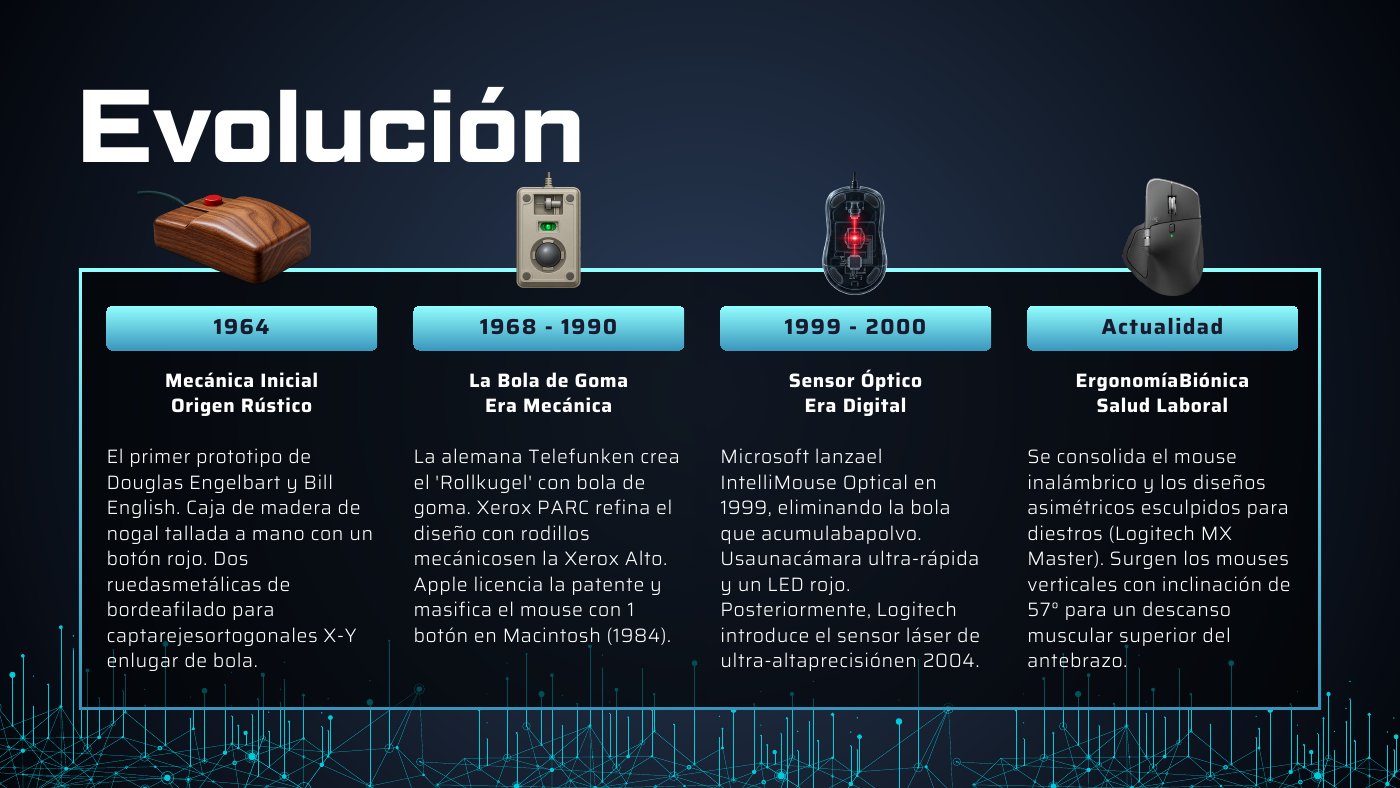 Evolución
1964
Mecánica Inicial
Origen Rústico
El primer prototipo de
Douglas Engelbart y Bill
English. Caja de madera de
nogal tallada a mano con un
botón rojo. Dos
ruedasmetálicas de
bordeafilado para
captarejesortogonales X-Y
enlugar de bola.
1968 - 1990
La Bola de Goma
Era Mecánica
La alemana Telefunken crea
el 'Rollkugel' con bola de
goma. Xerox PARC refina el
diseño con rodillos
mecánicosen la Xerox Alto.
Apple licencia la patente y
masifica el mouse con 1
botón en Macintosh (1984).
1999 - 2000
Sensor Óptico
Era Digital
Microsoft lanzael
IntelliMouse Optical en
1999, eliminando la bola
que acumulabapolvo.
Usaunacámara ultra-rápida
y un LED rojo.
Posteriormente, Logitech
introduce el sensor láser de
ultra-altaprecisiónen 2004.
Actualidad
ErgonomíaBiónica
Salud Laboral
Se consolida el mouse
inalámbrico y los diseños
asimétricos esculpidos para
diestros (Logitech MX
Master). Surgen los mouses
verticales con inclinación de
57° para un descanso
muscular superior del
antebrazo.